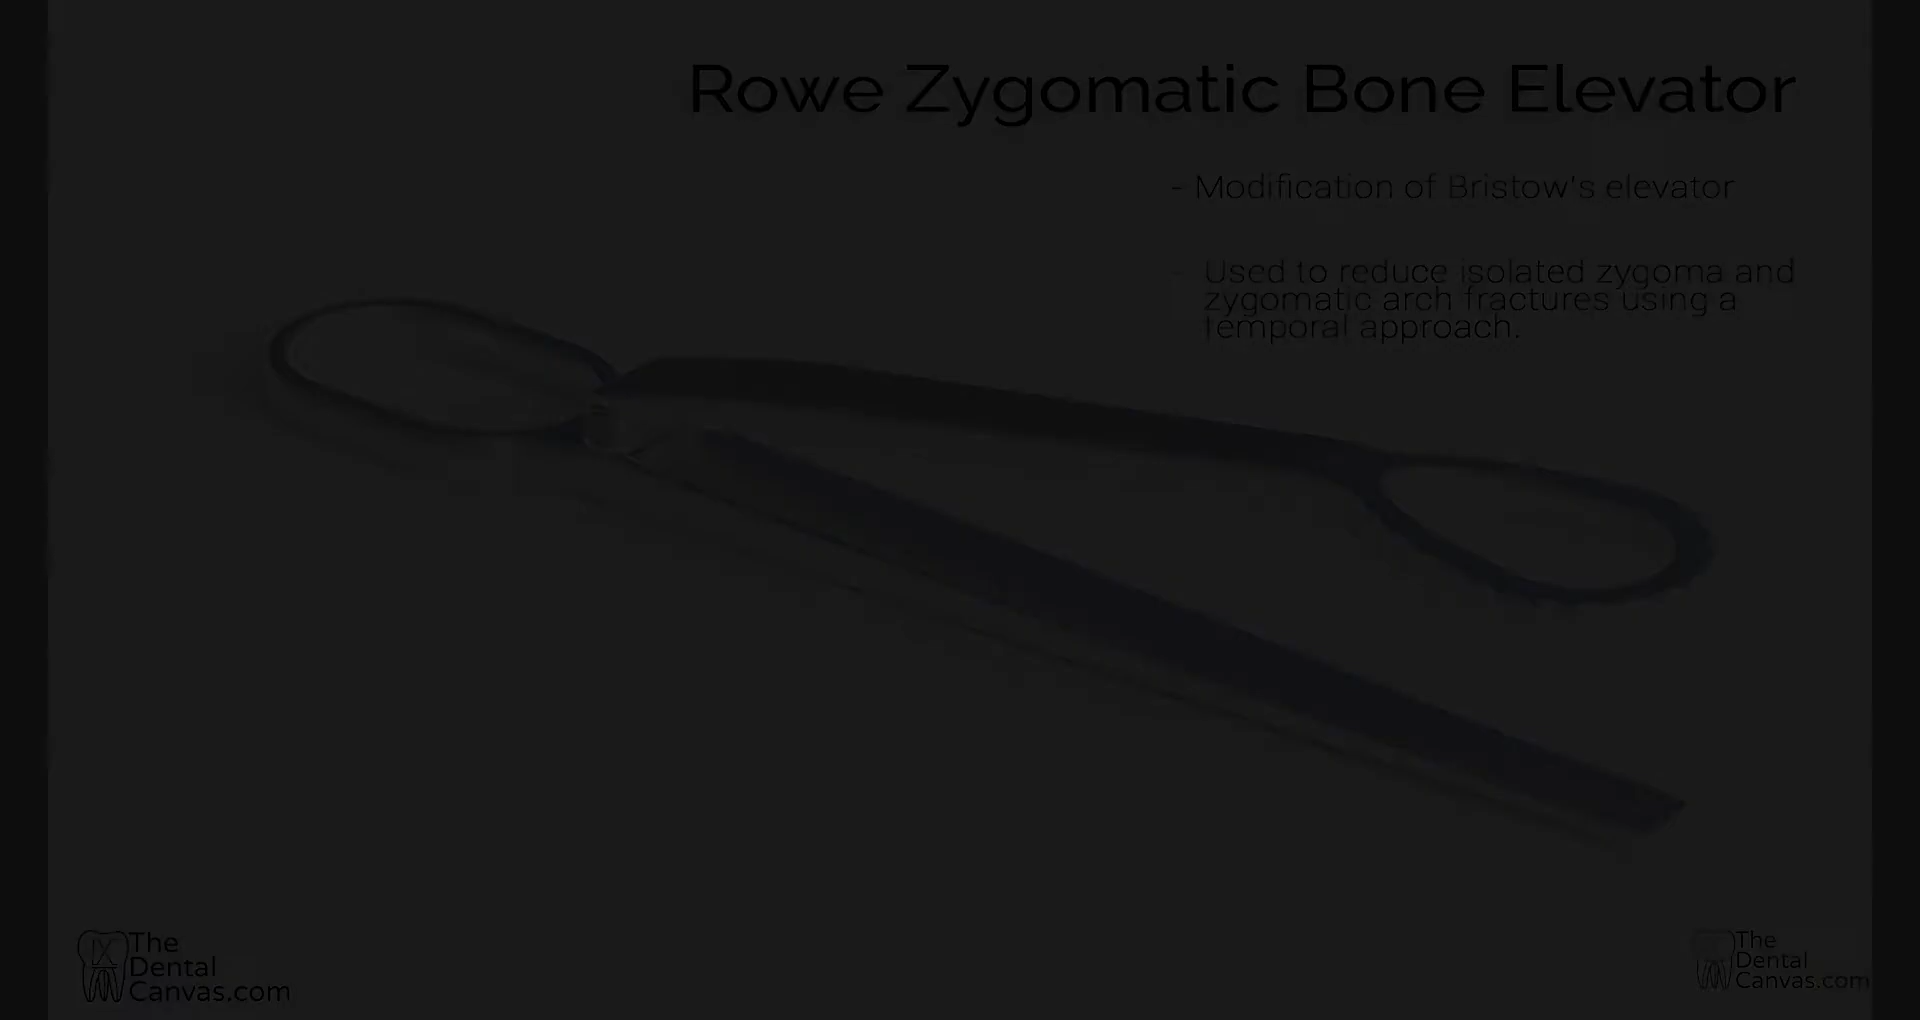 Rowe Zygomatic Bone Elevator
- Modification of Bristow's elevator
- Used to reduce isolated zygoma and
zygomatic arch fractures using a
temporal approach.
The
Dental
Canvas.com
The
Dental
Canvas.com